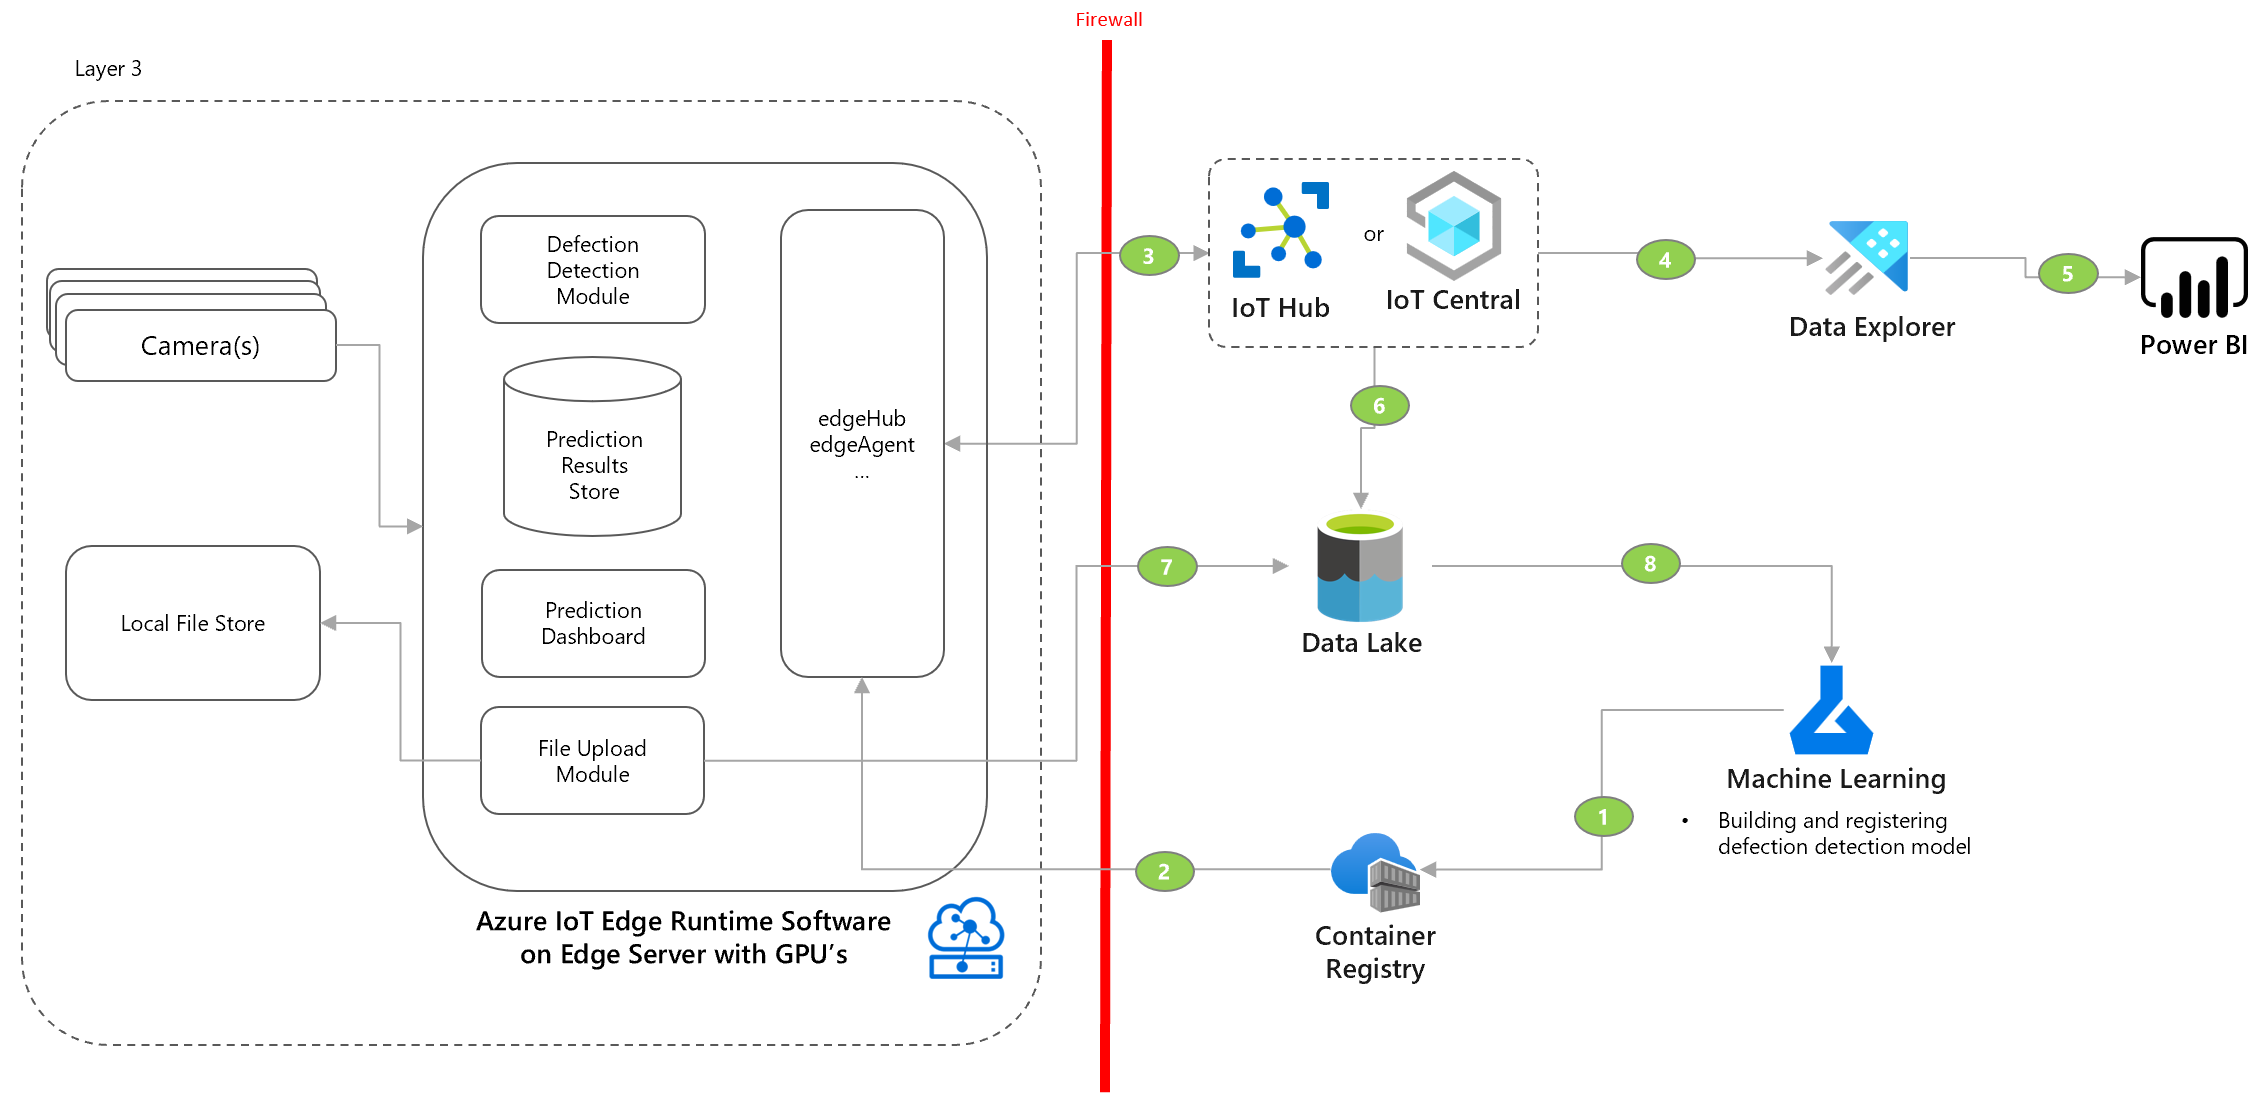 Firewall
Layer 3
Camera(s)
Local File Store
Defection
Detection
Module
Prediction
Results
Store
Prediction
Dashboard
File Upload
Module
edgeHub
edgeAgent
...
Azure IoT Edge Runtime Software
on Edge Server with GPU's
3
IoT Hub
or
IoT Central
4
Data Explorer
5
Power BI
6
7
Data Lake
8
Machine Learning
• Building and registering
defection detection model
1
2
Container
Registry